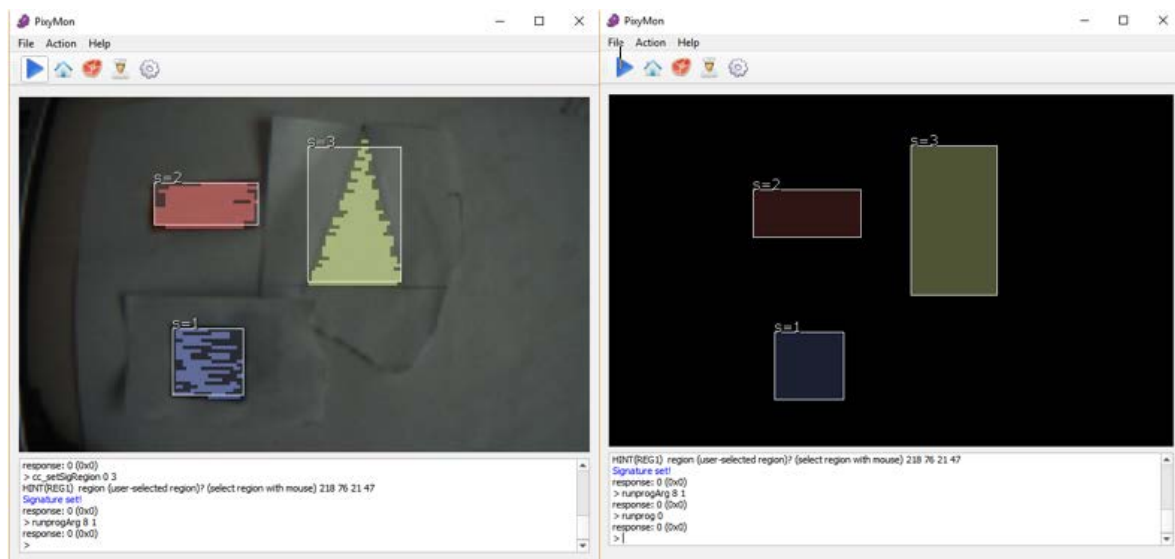 PixyMon
File Action Help
s=3
s=2
s=1
response: 0 (0x0)
> cc_setSigRegion 0 3
HINT(REG1) region (user-selected region)? (select region with mouse) 218 76 21 47
Signature set!
response: 0 (0x0)
> runprogArg 8 1
response: 0 (0x0)
>
PixyMon
File Action Help
s=3
s=2
s=1
HINT(REG1) region (user-selected region)? (select region with mouse) 218 76 21 47
Signature set!
response: 0 (0x0)
> runprogArg 8 1
response: 0 (0x0)
> runprog 0
response: 0 (0x0)
>